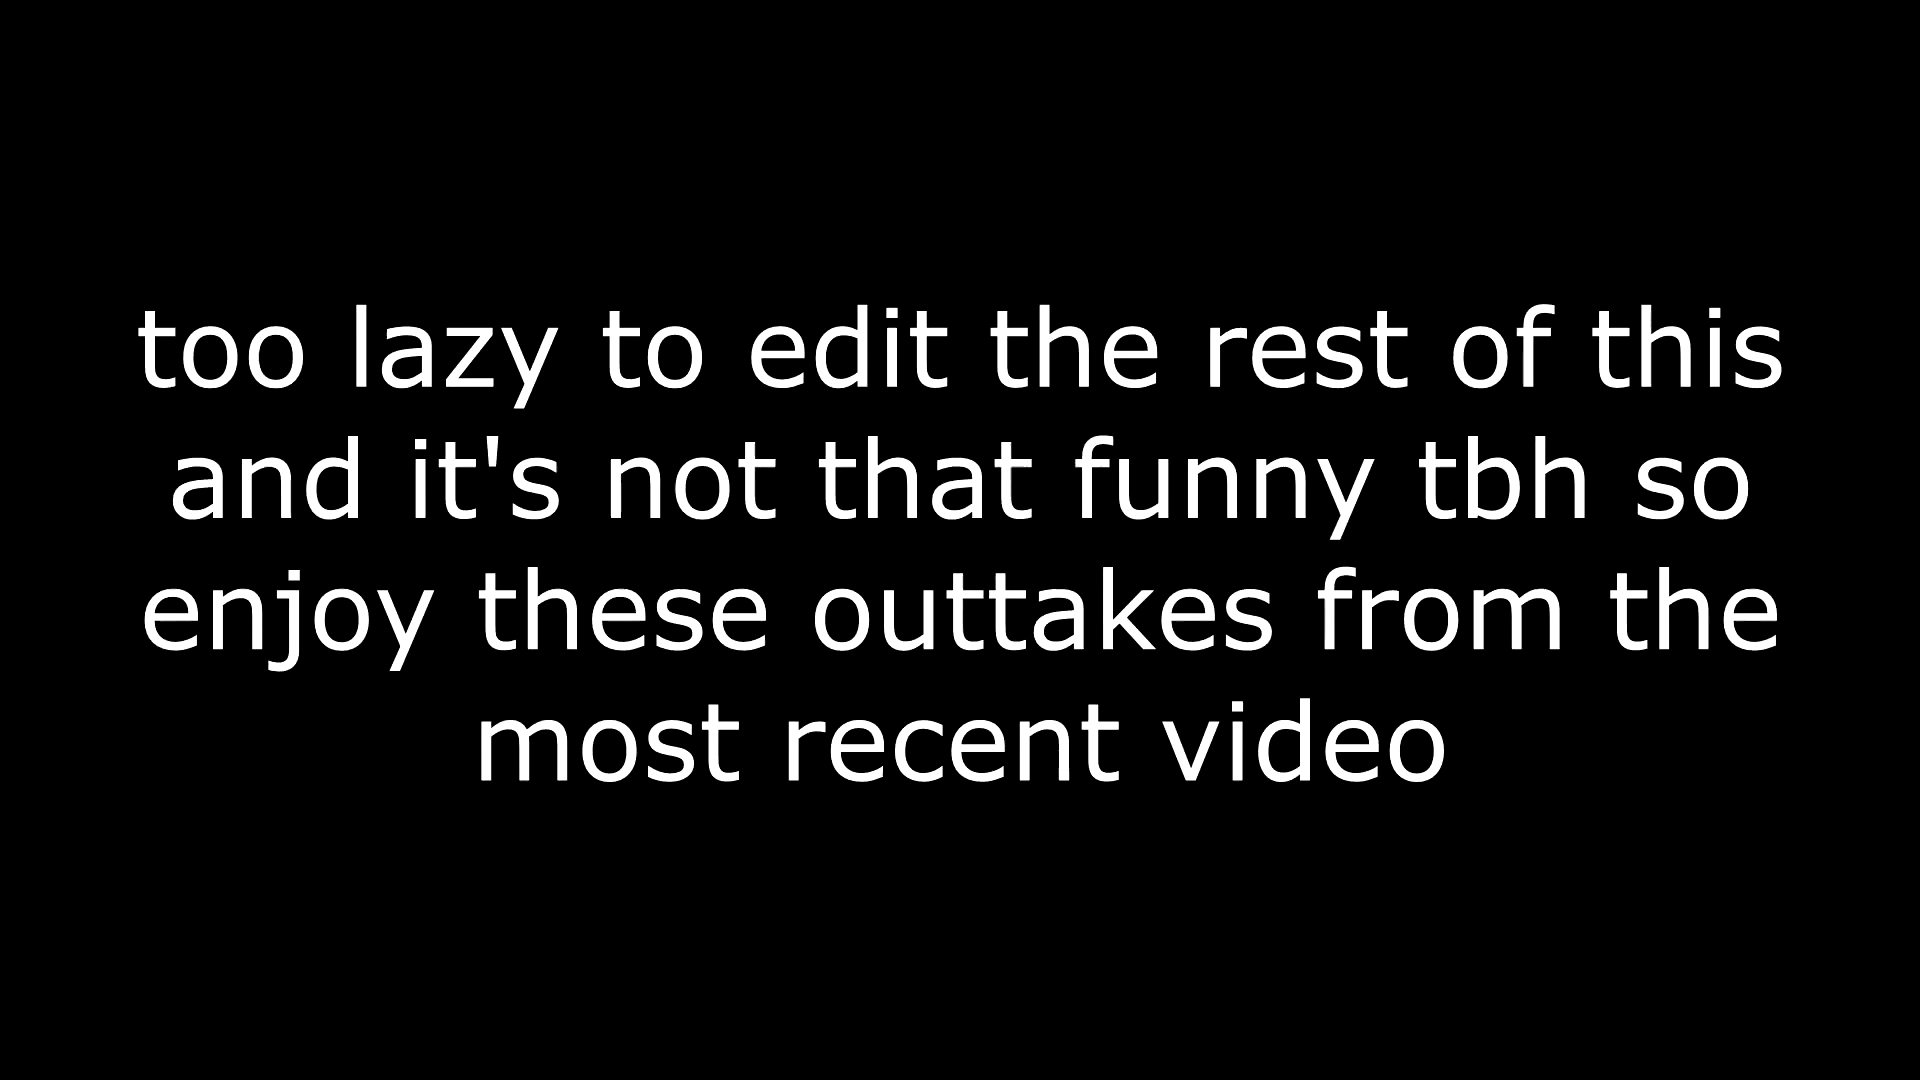 too lazy to edit the rest of this
and it's not that funny tbh so
enjoy these outtakes from the
most recent video